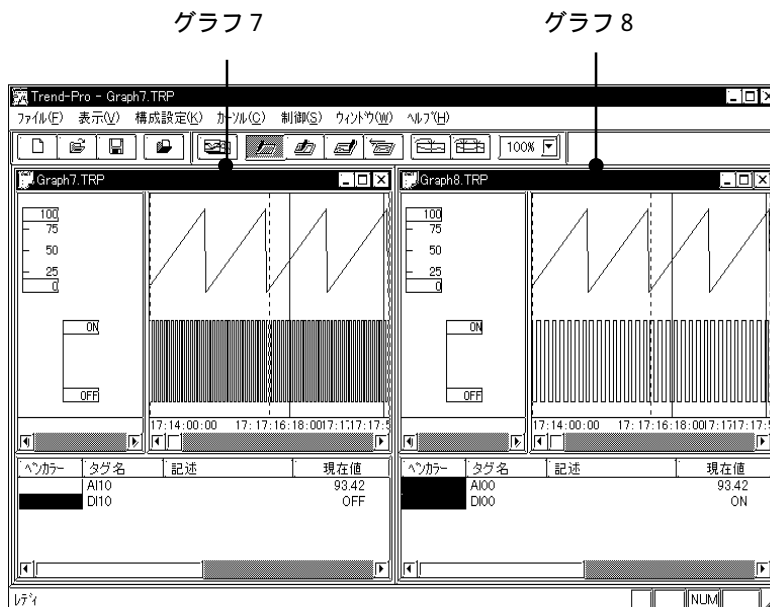 グラフ 7
グラフ 8
Trend-Pro - Graph7.TRP
ファイル(F) 表示(V) 構成設定(K) カーソル(C) 制御(S) ウィンドウ(W) ヘルプ(H)
100%
Graph7.TRP
100
75
50
25
0
ON
OFF
17:14:00:00
ペンカラー タグ名 記述 現在値
AI10 93.42
DI10 OFF
Graph8.TRP
100
75
50
25
0
ON
OFF
17:14:00:00
ペンカラー タグ名 記述 現在値
AI00 93.42
DI00 ON
レディ
NUM